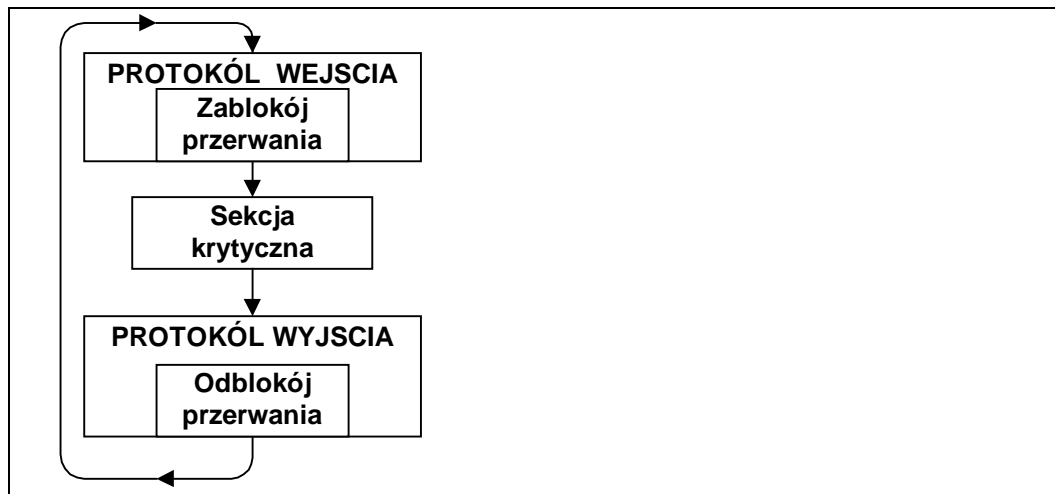 PROTOKÓL WEJSCIA
Zablokój
przerwania
Sekcja
krytyczna
PROTOKÓL WYJSCIA
Odblokój
przerwania